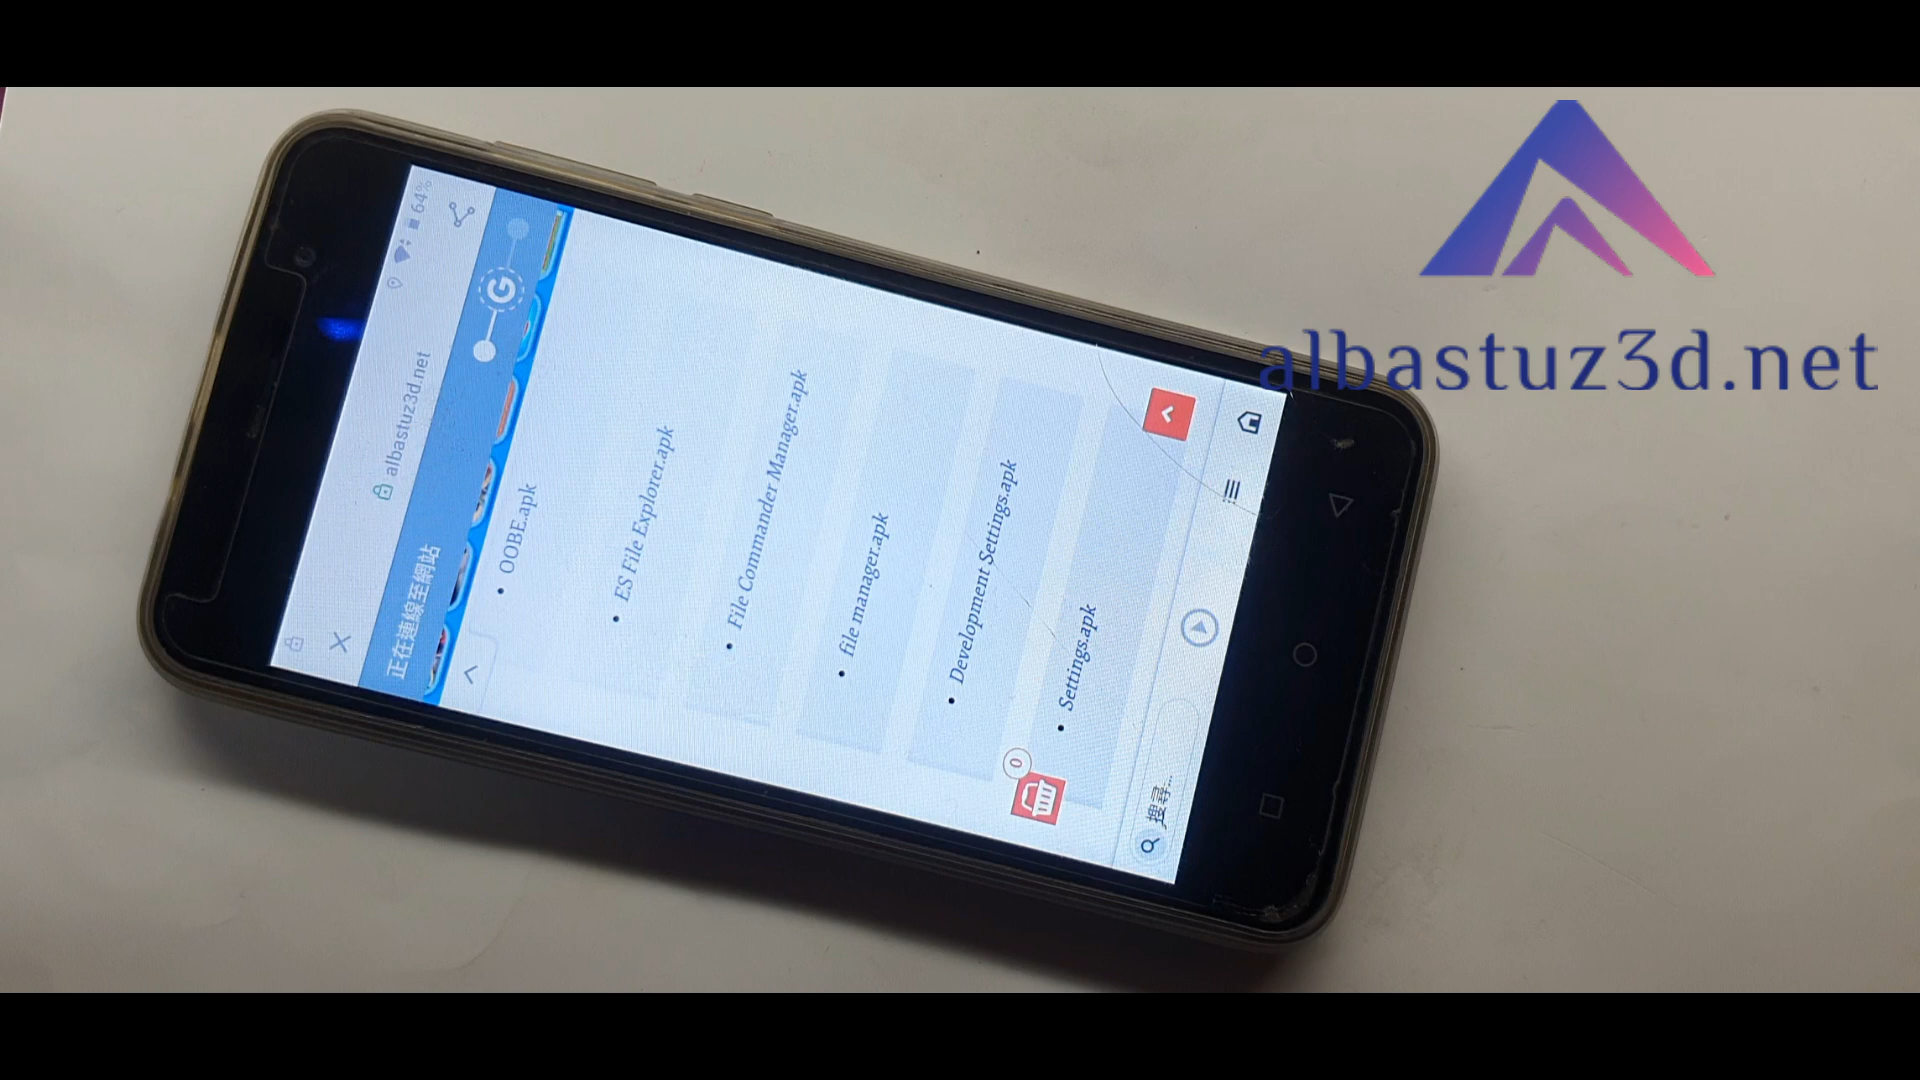 64%
albastuz3d.net
正在連線至網站
G
OOBE.apk
ES File Explorer.apk
File Commander Manager.apk
file manager.apk
Development Settings.apk
Settings.apk
0
搜尋...
albastuz3d.net